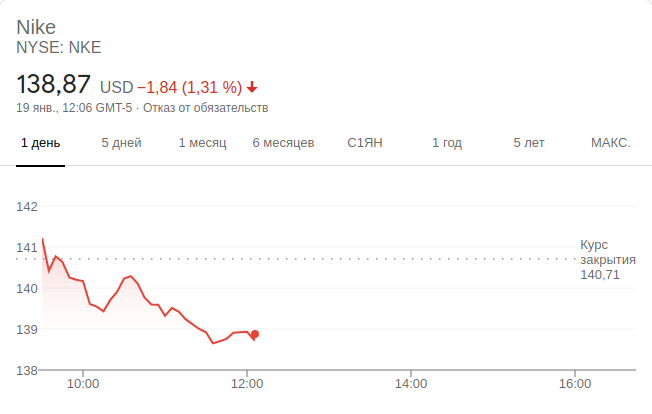 Nike
NYSE: NKE
138,87 USD −1,84 (1,31 %)
19 янв., 12:06 GMT-5 · Отказ от обязательств
1 день 5 дней 1 месяц 6 месяцев С1ЯН 1 год 5 лет МАКС.
142
141
140
139
138
Курс
закрытия
140,71
10:00 12:00 14:00 16:00